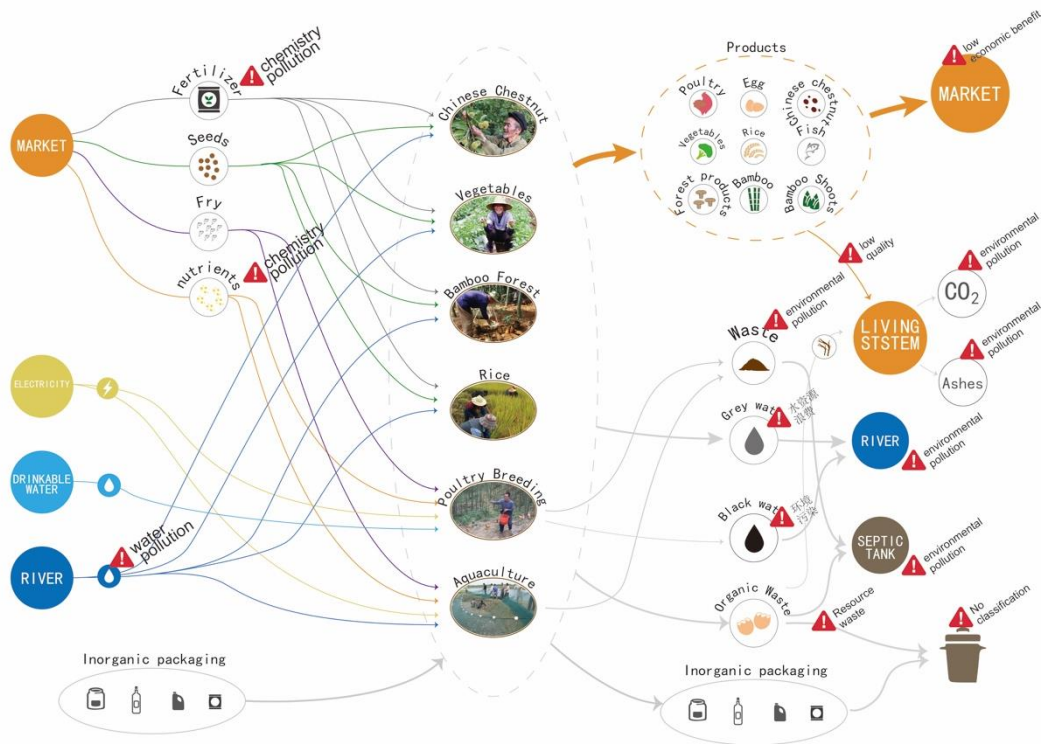 MARKET
Fertilizer
chemistry
pollution
Seeds
Fry
nutrients
chemistry
pollution
ELECTRICITY
DRINKABLE
WATER
RIVER
water
pollution
Inorganic packaging
Chinese Chestnut
Vegetables
Bamboo Forest
Rice
Poultry Breeding
Aquaculture
Products
Poultry
Egg
Chinese chestnut
Vegetables
Rice
Fish
Forest products
Bamboo
Bamboo Shoots
low
economic benefit
MARKET
low
quality
LIVING
STSTEM
environmental
pollution
CO2
environmental
pollution
Ashes
Waste
environmental
pollution
Grey wat
水资源
浪费
RIVER
environmental
pollution
Black wat
环境
污染
SEPTIC
TANK
environmental
pollution
Organic Waste
Resource
waste
No
classification
Inorganic packaging